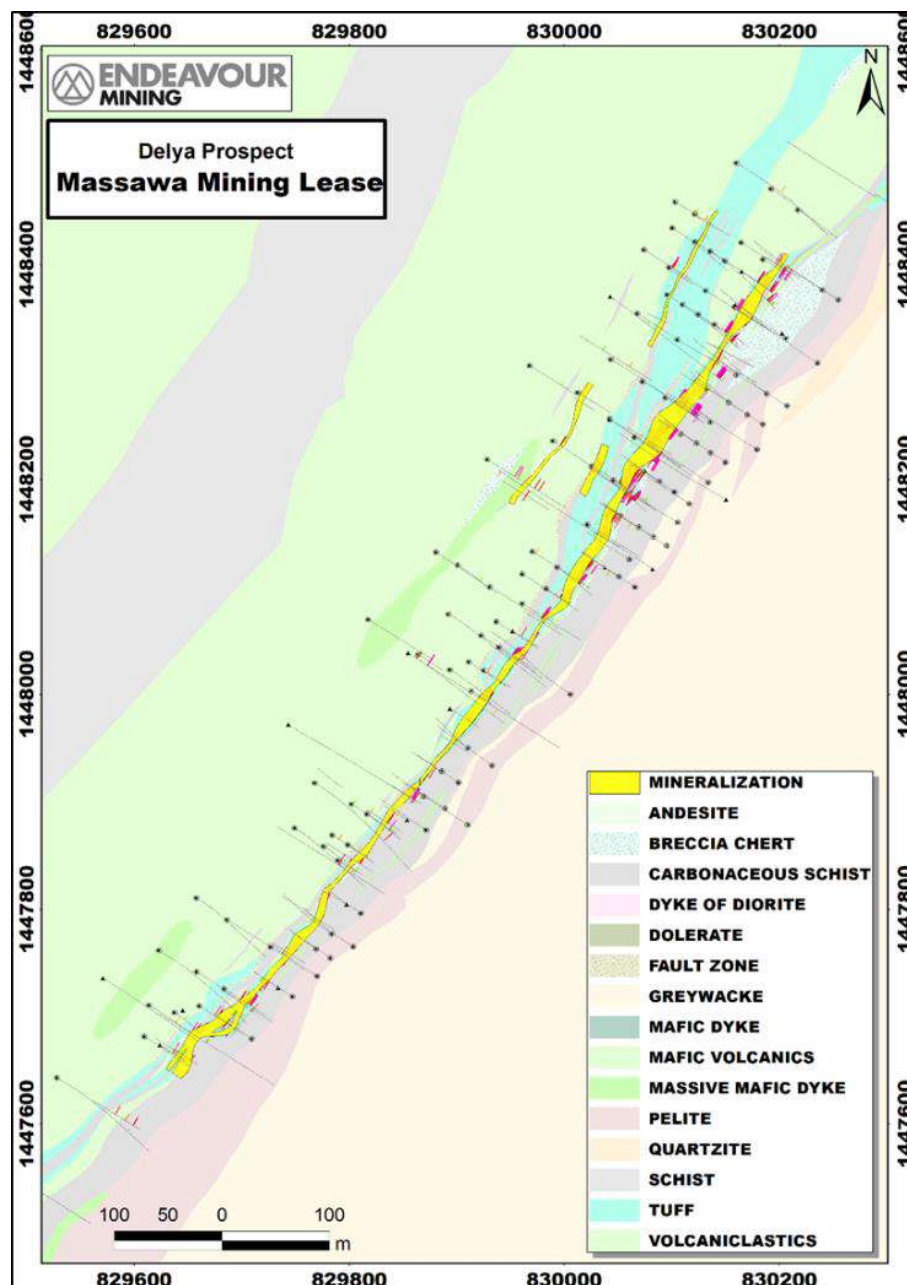 829600 829800 830000 830200
1448600 1448600
N
ENDEAVOUR
MINING
Delya Prospect
Massawa Mining Lease
1448400 1448400
1448200 1448200
1448000 1448000
MINERALIZATION
ANDESITE
BRECCIA CHERT
CARBONACEOUS SCHIST
1447800 1447800
DYKE OF DIORITE
DOLERATE
FAULT ZONE
GREYWACKE
MAFIC DYKE
MAFIC VOLCANICS
MASSIVE MAFIC DYKE
1447600 1447600
PELITE
QUARTZITE
SCHIST
TUFF
VOLCANICLASTICS
100 50 0 100
m
829600 829800 830000 830200